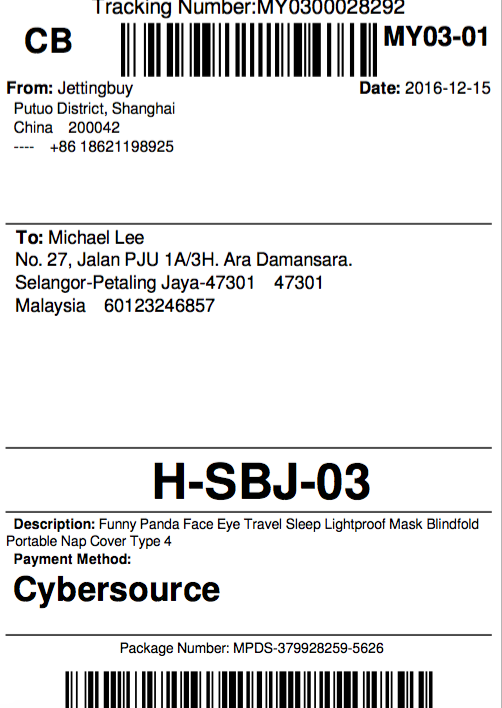 Tracking Number:MY0300028292
CB
MY03-01
From: Jettingbuy
Date: 2016-12-15
Putuo District, Shanghai
China 200042
---- +86 18621198925
To: Michael Lee
No. 27, Jalan PJU 1A/3H. Ara Damansara.
Selangor-Petaling Jaya-47301 47301
Malaysia 60123246857
H-SBJ-03
Description: Funny Panda Face Eye Travel Sleep Lightproof Mask Blindfold
Portable Nap Cover Type 4
Payment Method:
Cybersource
Package Number: MPDS-379928259-5626